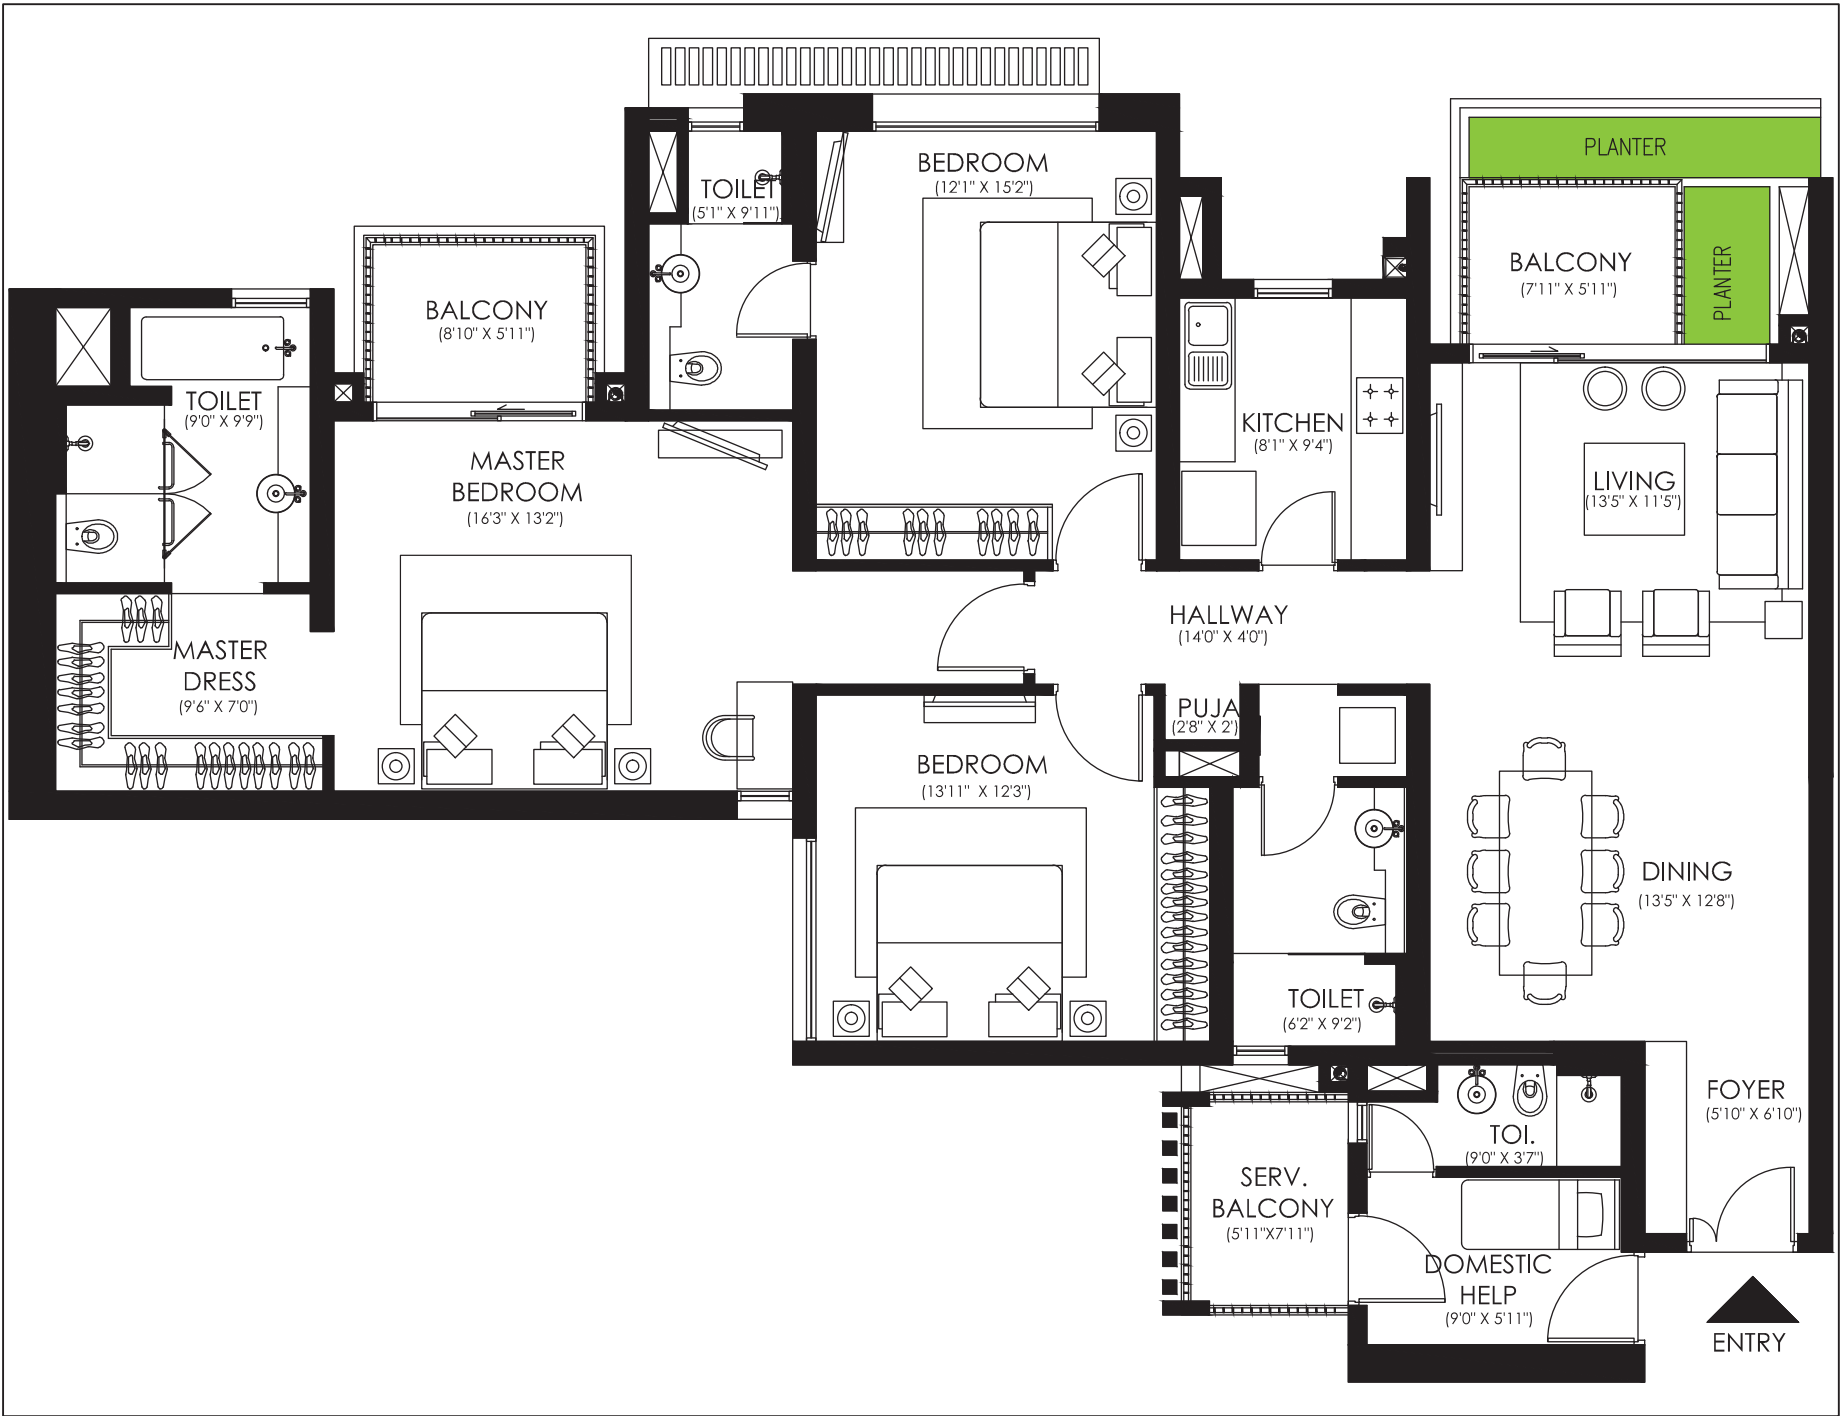 PLANTER
BEDROOM
(12'1" X 15'2")
TOILET
(5'1" X 9'11")
BALCONY
(7'11" X 5'11")
PLANTER
BALCONY
(8'10" X 5'11")
TOILET
(9'0" X 9'9")
KITCHEN
(8'1" X 9'4")
MASTER
BEDROOM
(16'3" X 13'2")
LIVING
(13'5" X 11'5")
HALLWAY
(14'0" X 4'0")
MASTER
DRESS
(9'6" X 7'0")
PUJA
(2'8" X 2')
BEDROOM
(13'11" X 12'3")
DINING
(13'5" X 12'8")
TOILET
(6'2" X 9'2")
FOYER
(5'10" X 6'10")
TOI.
(9'0" X 3'7")
SERV.
BALCONY
(5'11"X7'11")
DOMESTIC
HELP
(9'0" X 5'11")
ENTRY